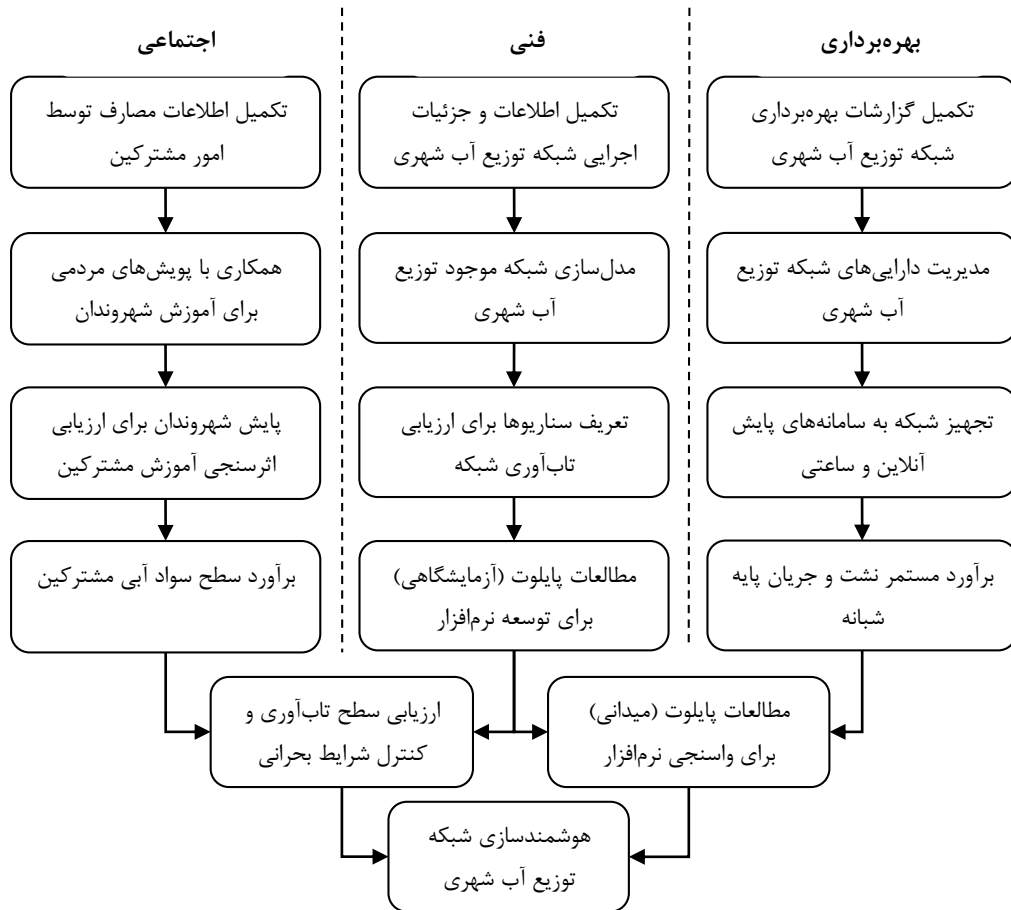 بهره‌برداری
تکمیل گزارشات بهره‌برداری
شبکه توزیع آب شهری
مدیریت دارایی‌های شبکه توزیع
آب شهری
تجهیز شبکه به سامانه‌های پایش
آنلاین و ساعتی
برآورد مستمر نشت و جریان پایه
شبانه
فنی
تکمیل اطلاعات و جزئیات
اجرایی شبکه توزیع آب شهری
مدل‌سازی شبکه موجود توزیع
آب شهری
تعریف سناریوها برای ارزیابی
تاب‌آوری شبکه
مطالعات پایلوت (آزمایشگاهی)
برای توسعه نرم‌افزار
اجتماعی
تکمیل اطلاعات مصارف توسط
امور مشترکین
همکاری با پویش‌های مردمی
برای آموزش شهروندان
پایش شهروندان برای ارزیابی
اثرسنجی آموزش مشترکین
برآورد سطح سواد آبی مشترکین
مطالعات پایلوت (میدانی)
برای واسنجی نرم‌افزار
ارزیابی سطح تاب‌آوری و
کنترل شرایط بحرانی
هوشمندسازی شبکه
توزیع آب شهری